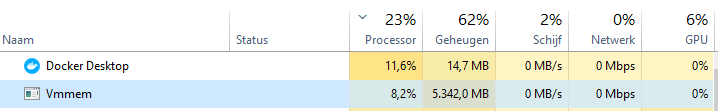 23% 62% 2% 0% 6%
Naam Status Processor Geheugen Schijf Netwerk GPU
Docker Desktop 11,6% 14,7 MB 0 MB/s 0 Mbps 0%
Vmmem 8,2% 5.342,0 MB 0 MB/s 0 Mbps 0%